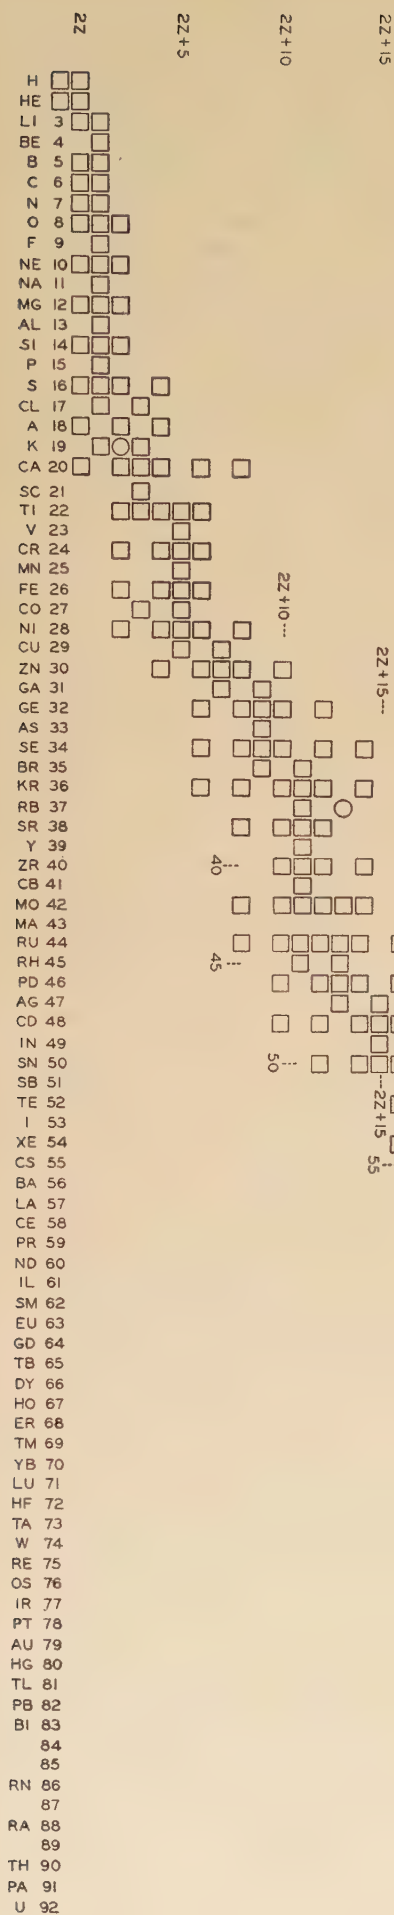 2Z 2Z+5 2Z+10 2Z+15
H
HE
LI 3
BE 4
B 5
C 6
N 7
O 8
F 9
NE 10
NA 11
MG 12
AL 13
SI 14
P 15
S 16
CL 17
A 18
K 19
CA 20
SC 21
TI 22
V 23
CR 24
MN 25
FE 26
CO 27
NI 28
2Z+10---
CU 29
ZN 30
GA 31
2Z+15---
GE 32
AS 33
SE 34
BR 35
KR 36
RB 37
SR 38
Y 39
ZR 40 40 ---
CB 41
MO 42
MA 43
RU 44
RH 45 45 ---
PD 46
AG 47
CD 48
IN 49
SN 50 50 ---
SB 51
---2Z+15
TE 52
I 53
XE 54
CS 55 55 --
BA 56
LA 57
CE 58
PR 59
ND 60
IL 61
SM 62
EU 63
GD 64
TB 65
DY 66
HO 67
ER 68
TM 69
YB 70
LU 71
HF 72
TA 73
W 74
RE 75
OS 76
IR 77
PT 78
AU 79
HG 80
TL 81
PB 82
BI 83
84
85
RN 86
87
RA 88
89
TH 90
PA 91
U 92